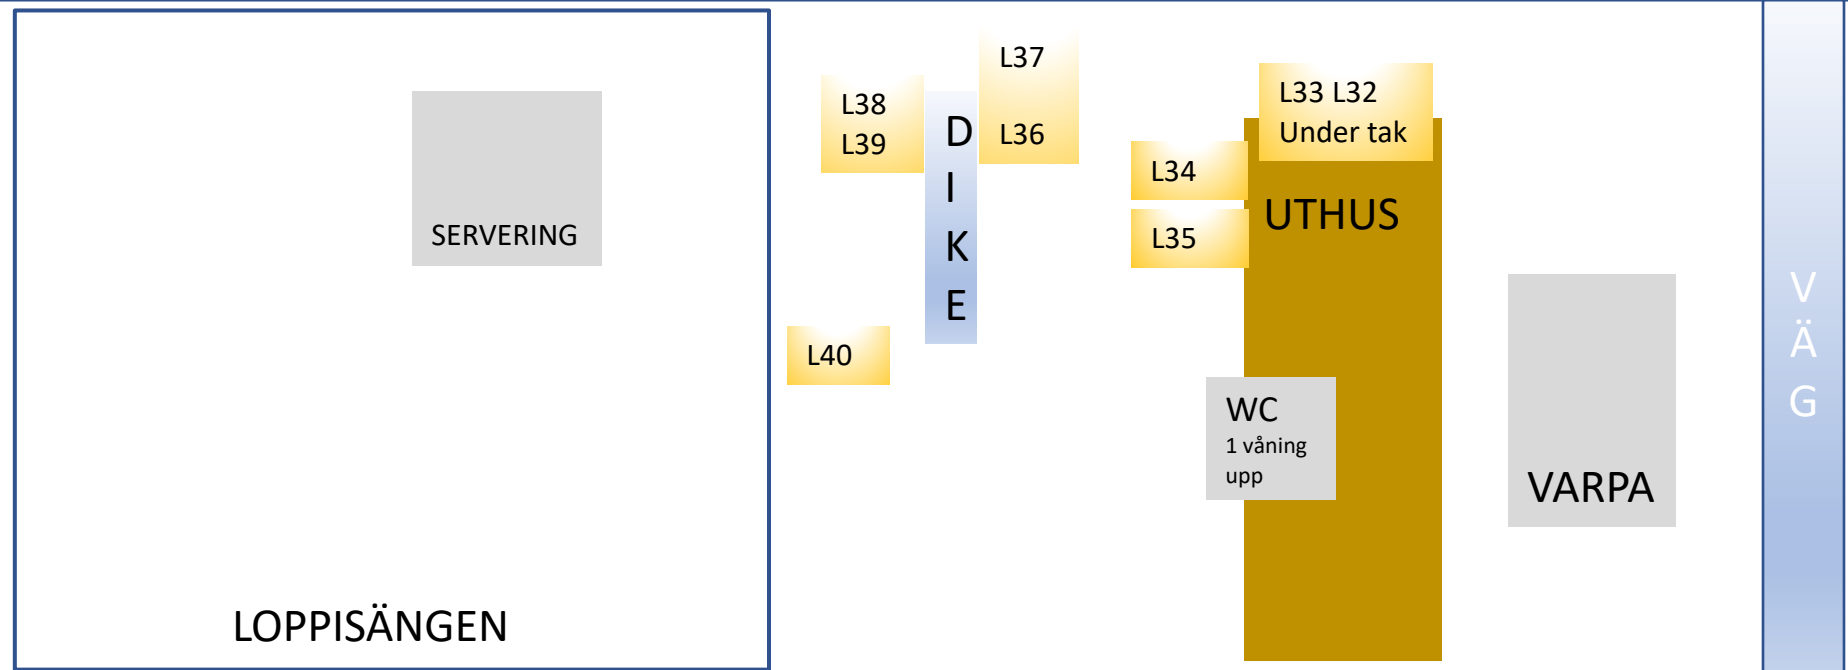 SERVERING
LOPPISÄNGEN
L38
L39
L40
D
I
K
E
L37
L36
L34
L35
L33 L32
Under tak
UTHUS
WC
1 våning
upp
VARPA
V
Ä
G